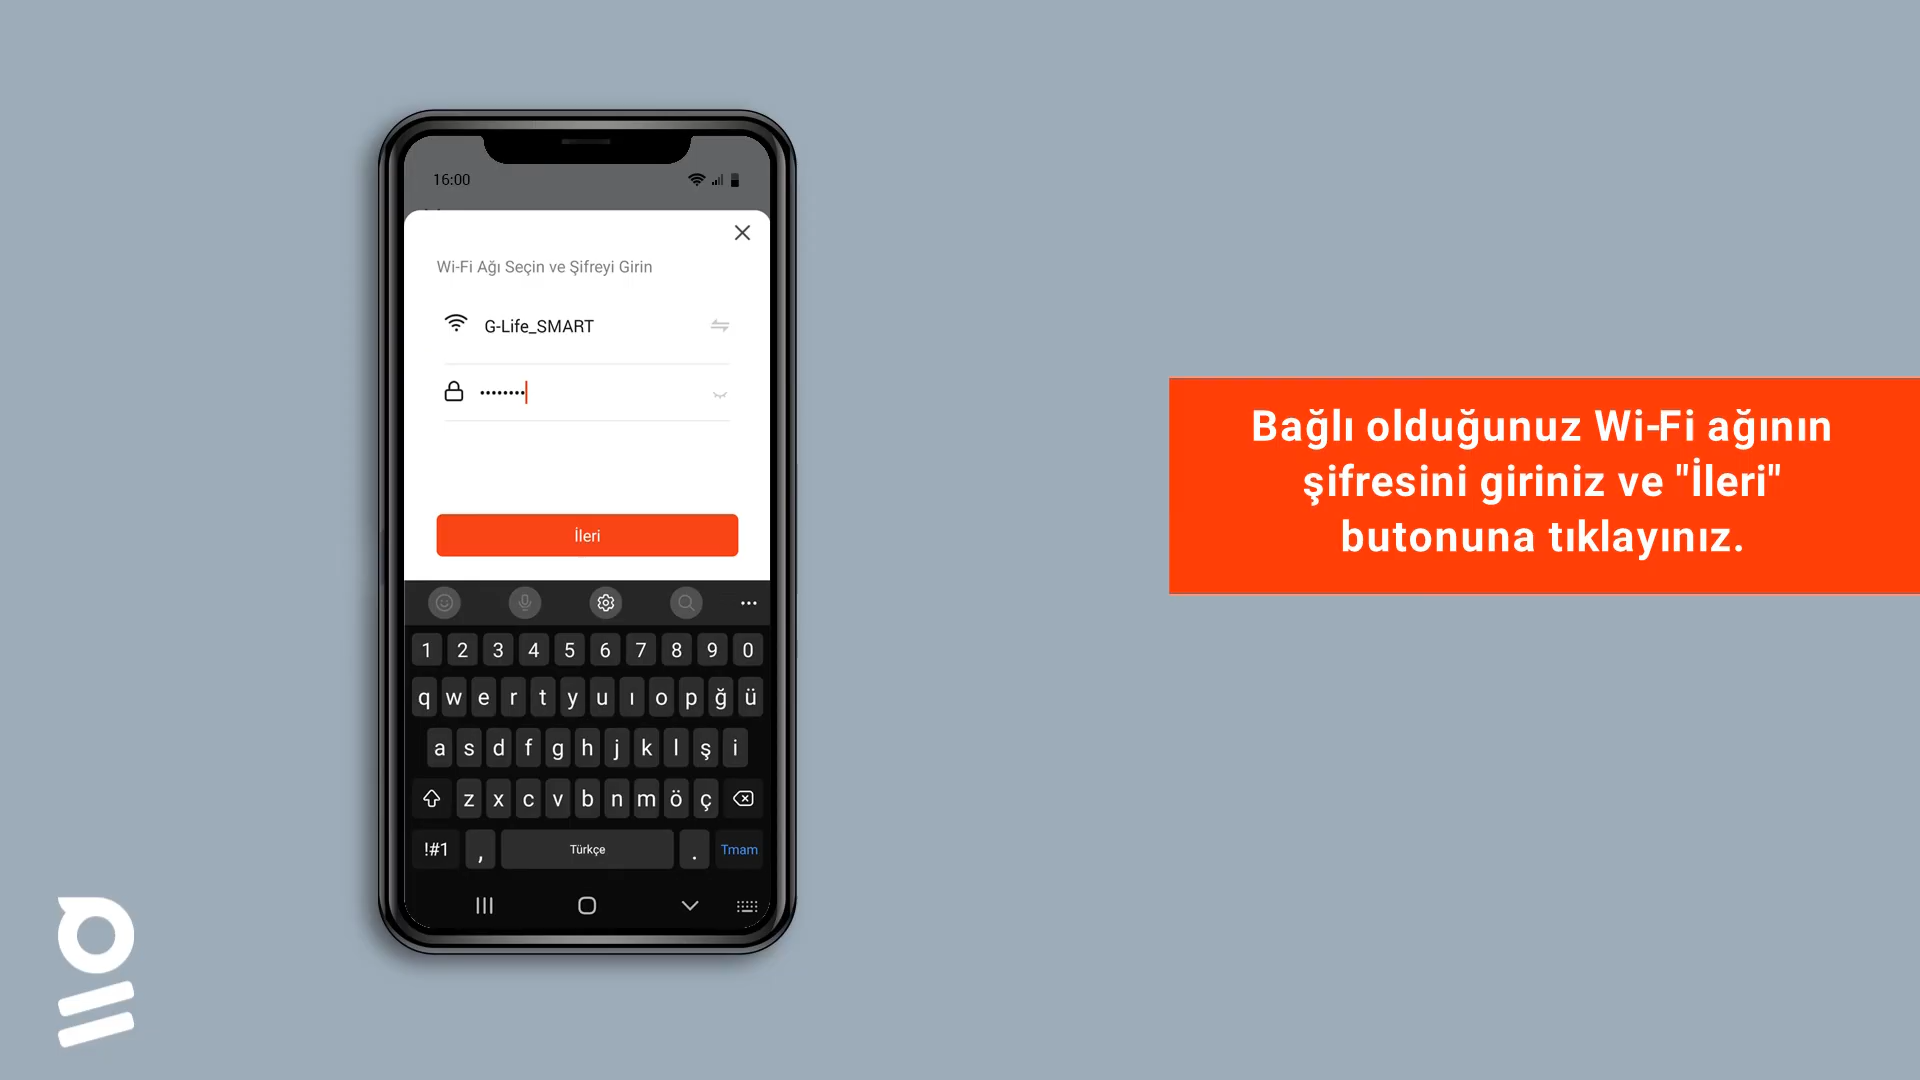 16:00
Wi-Fi Ağı Seçin ve Şifreyi Girin
G-Life_SMART
••••••••
İleri
1 2 3 4 5 6 7 8 9 0
q w e r t y u ı o p ğ ü
a s d f g h j k l ş i
z x c v b n m ö ç
!#1 , Türkçe . Tmam
Bağlı olduğunuz Wi-Fi ağının
şifresini giriniz ve "İleri"
butonuna tıklayınız.